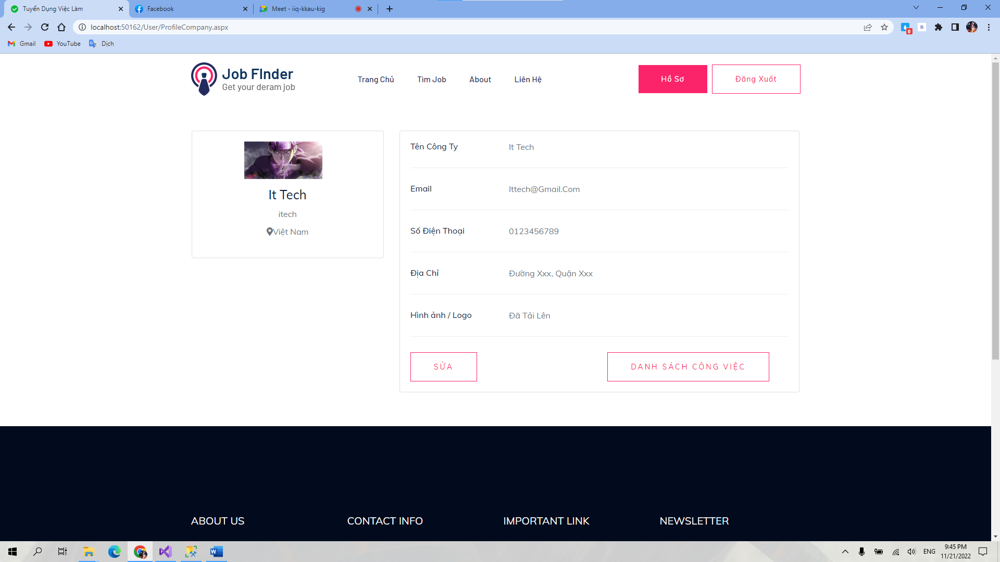 Tuyển Dụng Việc Làm
Facebook
Meet - iiq-kkau-kig
localhost:50162/User/ProfileCompany.aspx
0
B
Gmail
YouTube
Dịch
Job FInder
Get your deram job
Trang Chủ
Tìm Job
About
Liên Hệ
Hồ Sơ
Đăng Xuất
It Tech
itech
Việt Nam
Tên Công Ty
It Tech
Email
Ittech@Gmail.Com
Số Điện Thoại
0123456789
Địa Chỉ
Đường Xxx, Quận Xxx
Hình ảnh / Logo
Đã Tải Lên
SỬA
DANH SÁCH CÔNG VIỆC
ABOUT US
CONTACT INFO
IMPORTANT LINK
NEWSLETTER
ENG
9:45 PM
11/21/2022